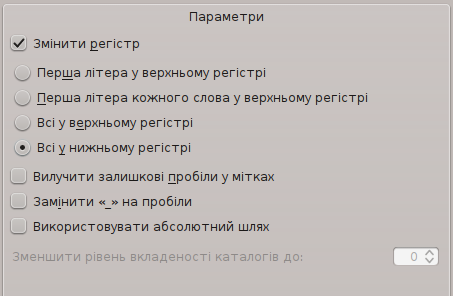 Параметри
Змінити регістр
Перша літера у верхньому регістрі
Перша літера кожного слова у верхньому регістрі
Всі у верхньому регістрі
Всі у нижньому регістрі
Вилучити залишкові пробіли у мітках
Замінити «_» на пробіли
Використовувати абсолютний шлях
Зменшити рівень вкладеності каталогів до: 0